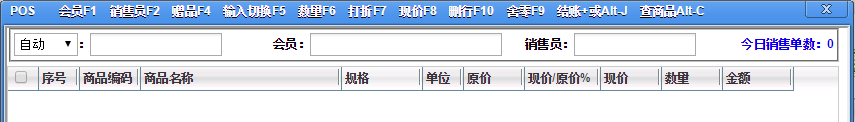 POS 会员F1 销售员F2 赠品F4 输入切换F5 数量F6 打折F7 现价F8 删行F10 舍零F9 结账+或Alt-J 查商品Alt-C
自动 : 会员: 销售员: 今日销售单数: 0
序号 商品编码 商品名称 规格 单位 原价 现价/原价% 现价 数量 金额